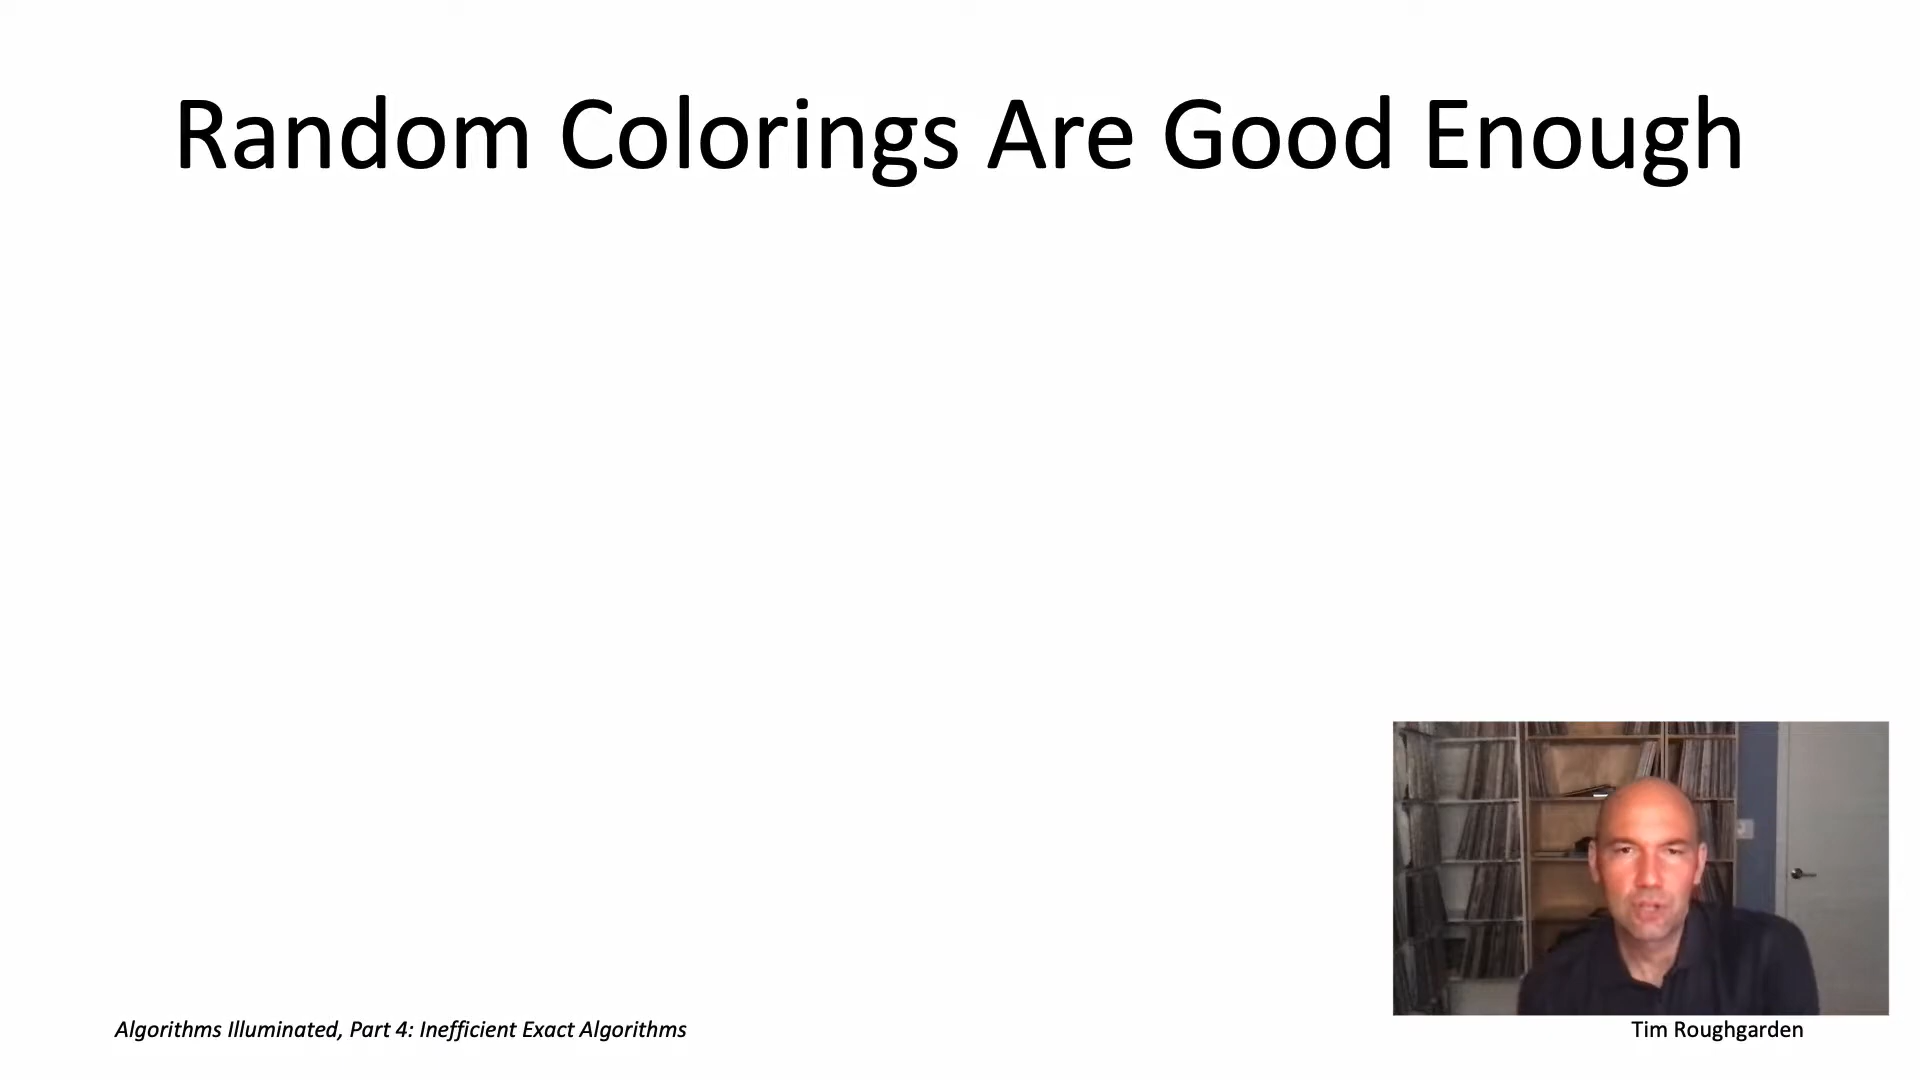 Random Colorings Are Good Enough
Algorithms Illuminated, Part 4: Inefficient Exact Algorithms
Tim Roughgarden